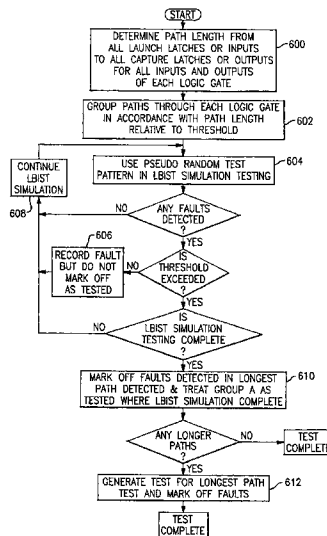 START
DETERMINE PATH LENGTH FROM
ALL LAUNCH LATCHES OR INPUTS
TO ALL CAPTURE LATCHES OR OUTPUTS
FOR ALL INPUTS AND OUTPUTS
OF EACH LOGIC GATE
600
GROUP PATHS THROUGH EACH LOGIC GATE
IN ACCORDANCE WITH PATH LENGTH
RELATIVE TO THRESHOLD
602
CONTINUE
LBIST
SIMULATION
608
USE PSEUDO RANDOM TEST
PATTERN IN LBIST SIMULATION TESTING
604
ANY FAULTS
DETECTED
?
NO
YES
606
RECORD FAULT
BUT DO NOT
MARK OFF
AS TESTED
NO
IS
THRESHOLD
EXCEEDED
?
YES
IS
LBIST SIMULATION
TESTING COMPLETE
?
NO
YES
610
MARK OFF FAULTS DETECTED IN LONGEST
PATH DETECTED & TREAT GROUP A AS
TESTED WHERE LBIST SIMULATION COMPLETE
ANY LONGER
PATHS
?
NO
TEST
COMPLETE
YES
GENERATE TEST FOR LONGEST PATH
TEST AND MARK OFF FAULTS
612
TEST
COMPLETE